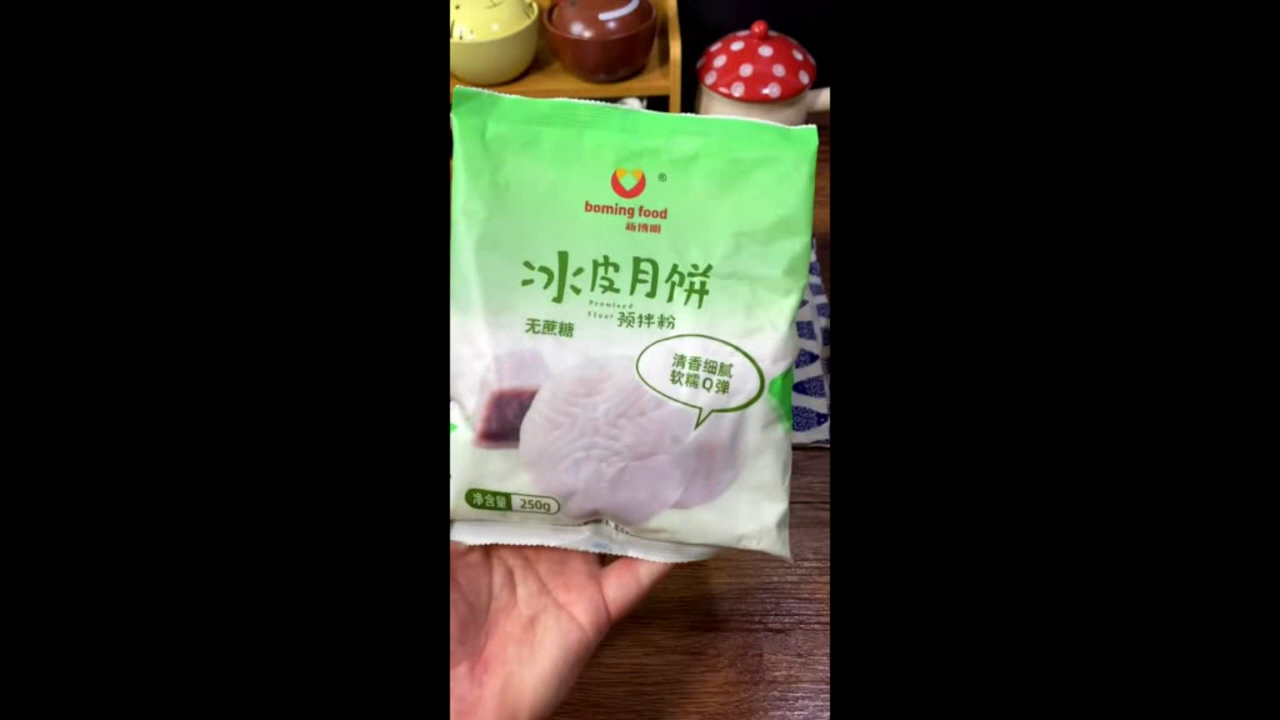 ®
boming food
新博明
冰皮月饼
Premixed
Flour 预拌粉
无蔗糖
清香细腻
软糯Q弹
净含量 250g